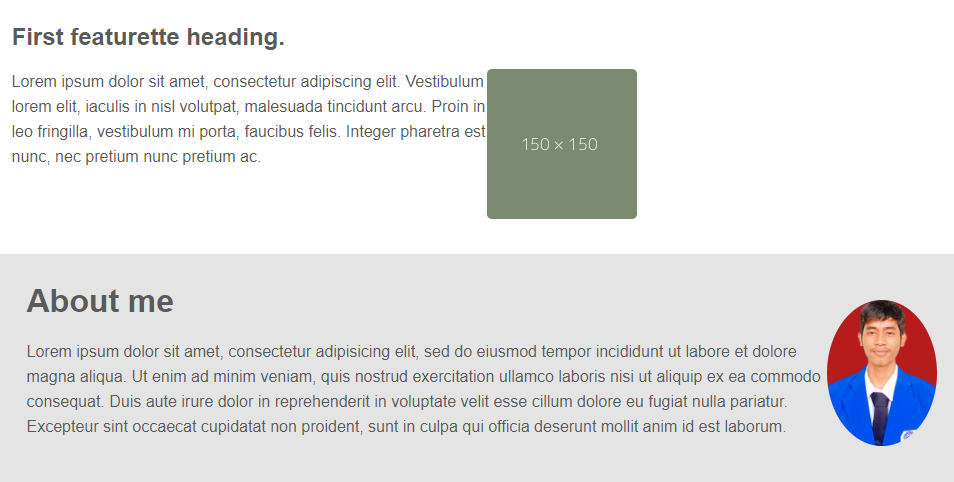 First featurette heading.
Lorem ipsum dolor sit amet, consectetur adipiscing elit. Vestibulum
lorem elit, iaculis in nisl volutpat, malesuada tincidunt arcu. Proin in
leo fringilla, vestibulum mi porta, faucibus felis. Integer pharetra est
nunc, nec pretium nunc pretium ac.
150 × 150
About me
Lorem ipsum dolor sit amet, consectetur adipisicing elit, sed do eiusmod tempor incididunt ut labore et dolore
magna aliqua. Ut enim ad minim veniam, quis nostrud exercitation ullamco laboris nisi ut aliquip ex ea commodo
consequat. Duis aute irure dolor in reprehenderit in voluptate velit esse cillum dolore eu fugiat nulla pariatur.
Excepteur sint occaecat cupidatat non proident, sunt in culpa qui officia deserunt mollit anim id est laborum.